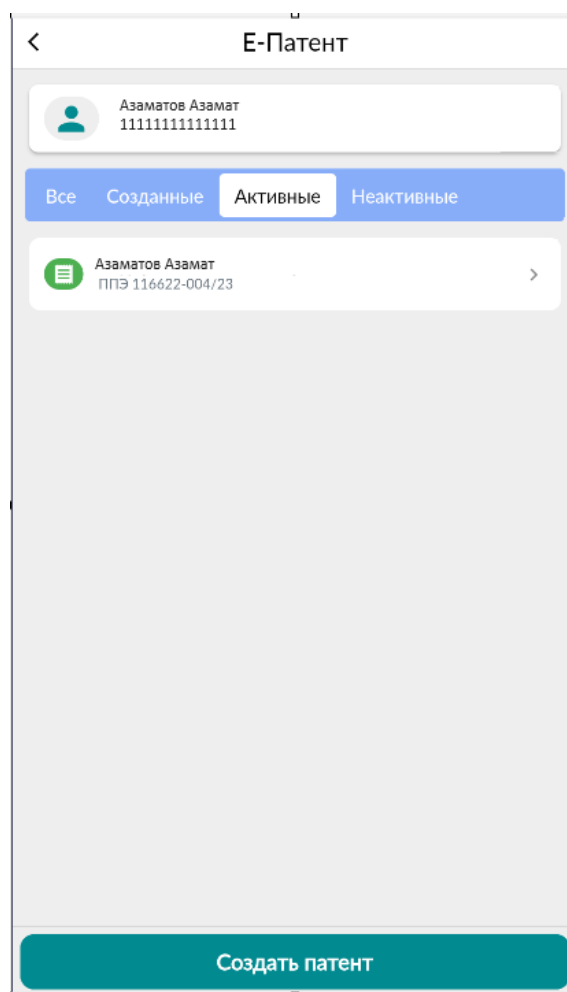 Е-Патент
Азаматов Азамат
11111111111111
Все Созданные Активные Неактивные
Азаматов Азамат
ППЭ 116622-004/23
Создать патент